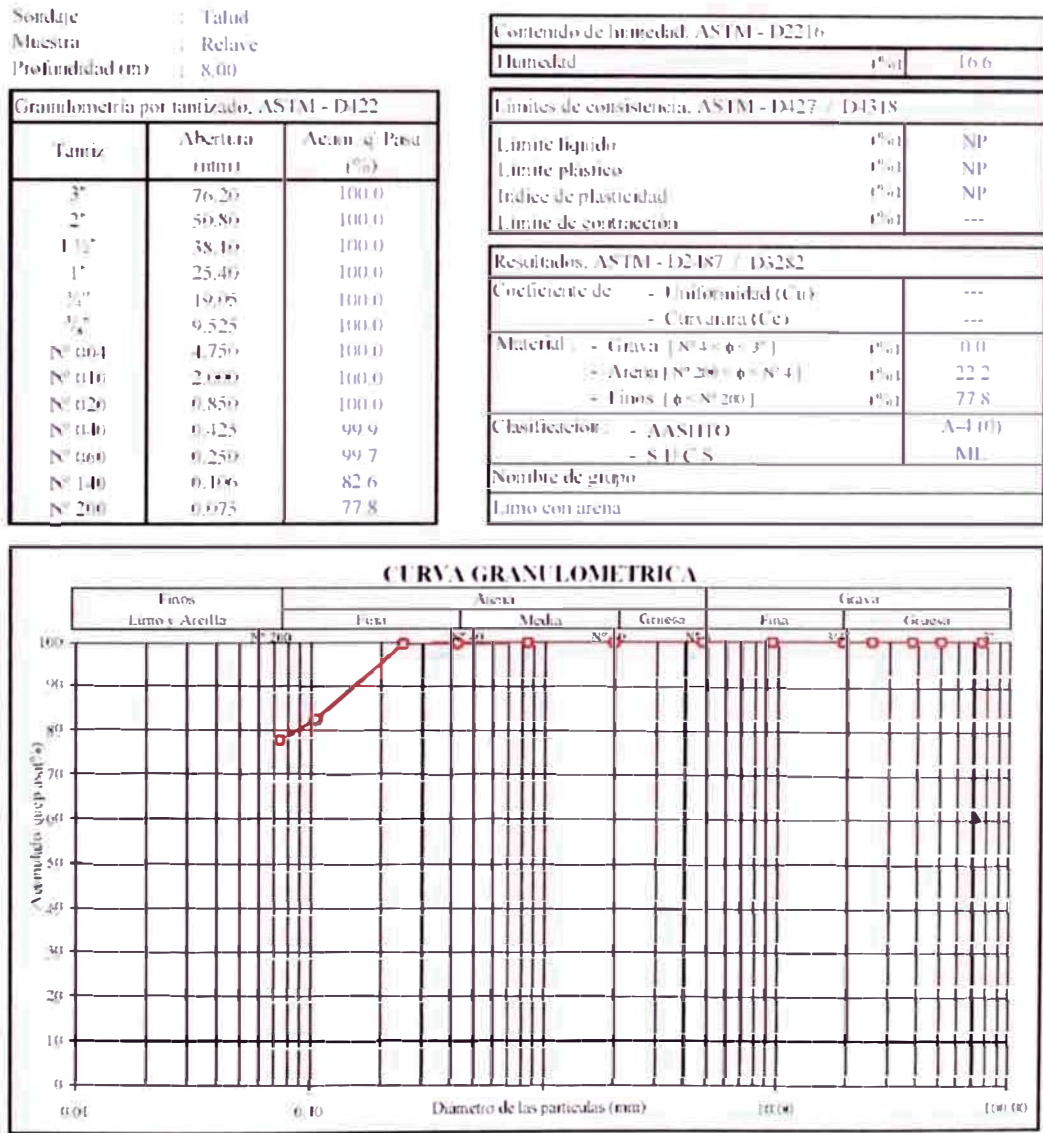 Sondaje : Talud
Muestra : Relave
Profundidad (m) : 8.00
Granulometría por tamizado, ASTM - D422
Tamiz Abertura (mm) Acum. q' Pasa (%)
3" 76.20 100.0
2" 50.80 100.0
1 ½" 38.10 100.0
1" 25.40 100.0
¾" 19.05 100.0
⅜" 9.525 100.0
N° 004 4.750 100.0
N° 010 2.000 100.0
N° 020 0.850 100.0
N° 040 0.425 99.9
N° 060 0.250 99.7
N° 140 0.106 82.6
N° 200 0.075 77.8
Contenido de humedad, ASTM - D2216
Humedad (%) 16.6
Límites de consistencia, ASTM - D427 / D4318
Límite líquido (%) NP
Límite plástico (%) NP
Indice de plasticidad (%) NP
Límite de contracción (%) ---
Resultados, ASTM - D2487 / D3282
Coeficiente de - Uniformidad (Cu) ---
- Curvatura (Cc) ---
Material : - Grava [ N° 4 < ϕ < 3" ] (%) 0.0
- Arena [ N° 200 < ϕ < N° 4 ] (%) 22.2
- Finos [ ϕ < N° 200 ] (%) 77.8
Clasificación : - AASHTO A-4 (0)
- S.U.C.S. ML
Nombre de grupo
Limo con arena
CURVA GRANULOMETRICA
Finos Arena Grava
Limo y Arcilla Fina Media Gruesa Fina Gruesa
N° 200
100
90
80
70
60
50
40
30
20
10
0
Acumulado que pasa (%)
0.01 0.10 10.00 100.00
Diámetro de las partículas (mm)